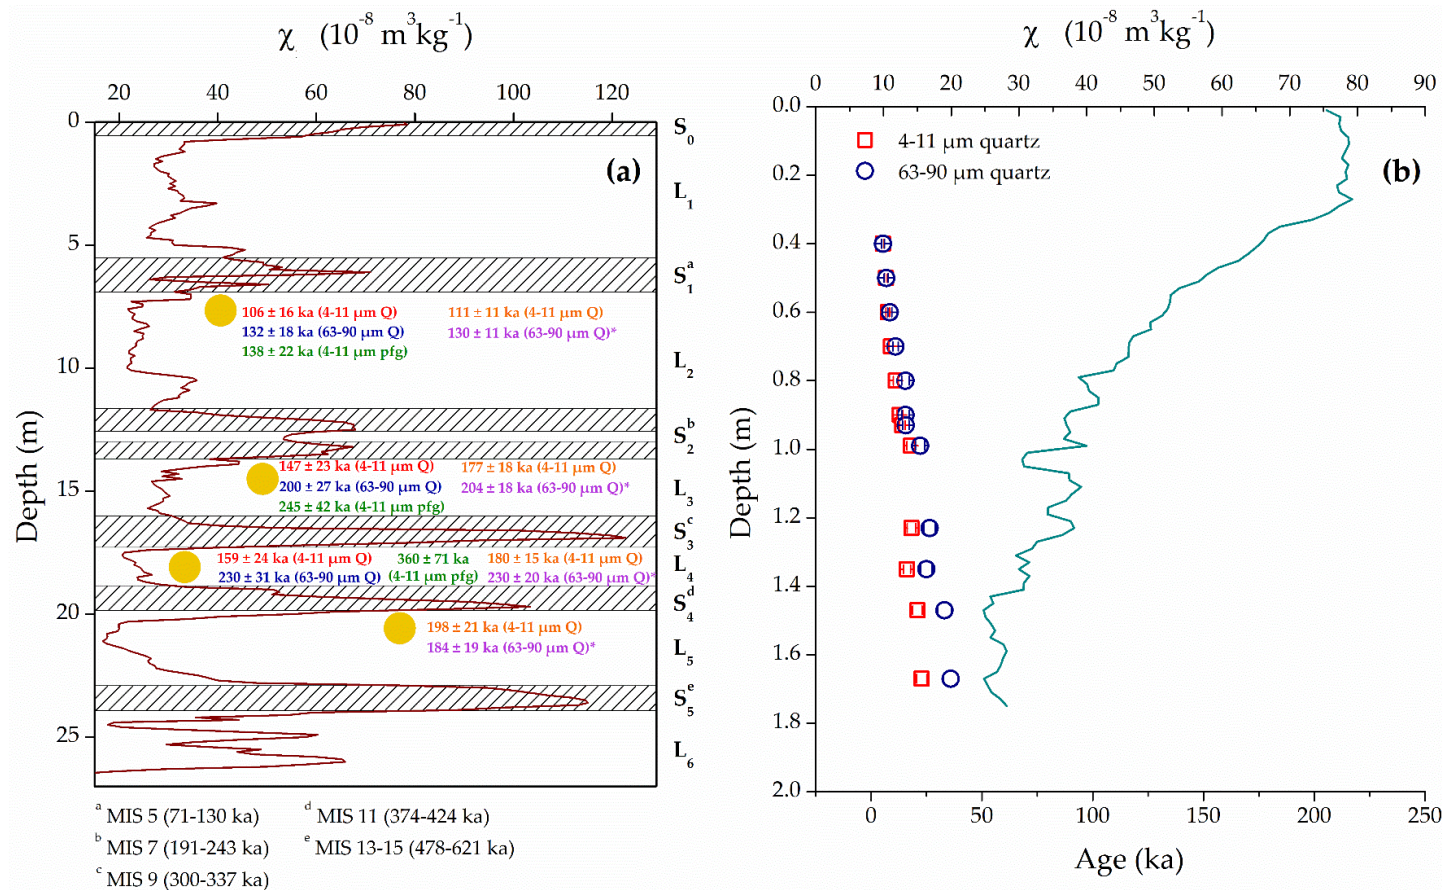 χ (10⁻⁸ m³kg⁻¹)
20 40 60 80 100 120
0
5
10
15
20
25
Depth (m)
(a)
S₀
L₁
S₁ᵃ
L₂
S₂ᵇ
L₃
S₃ᶜ
L₄
S₄ᵈ
L₅
S₅ᵉ
L₆
106 ± 16 ka (4-11 µm Q) 111 ± 11 ka (4-11 µm Q)
132 ± 18 ka (63-90 µm Q) 130 ± 11 ka (63-90 µm Q)*
138 ± 22 ka (4-11 µm pfg)
147 ± 23 ka (4-11 µm Q) 177 ± 18 ka (4-11 µm Q)
200 ± 27 ka (63-90 µm Q) 204 ± 18 ka (63-90 µm Q)*
245 ± 42 ka (4-11 µm pfg)
159 ± 24 ka (4-11 µm Q) 360 ± 71 ka 180 ± 15 ka (4-11 µm Q)
230 ± 31 ka (63-90 µm Q) (4-11 µm pfg) 230 ± 20 ka (63-90 µm Q)*
198 ± 21 ka (4-11 µm Q)
184 ± 19 ka (63-90 µm Q)*
ᵃ MIS 5 (71-130 ka) ᵈ MIS 11 (374-424 ka)
ᵇ MIS 7 (191-243 ka) ᵉ MIS 13-15 (478-621 ka)
ᶜ MIS 9 (300-337 ka)
χ (10⁻⁸ m³kg⁻¹)
0 10 20 30 40 50 60 70 80 90
0.0
0.2
0.4
0.6
0.8
1.0
1.2
1.4
1.6
1.8
2.0
Depth (m)
4-11 µm quartz
63-90 µm quartz
(b)
0 50 100 150 200 250
Age (ka)